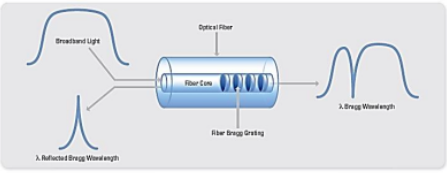 Optical Fiber
Broadband Light
Fiber Core
λ Bragg Wavelength
Fiber Bragg Grating
λ Reflected Bragg Wavelength